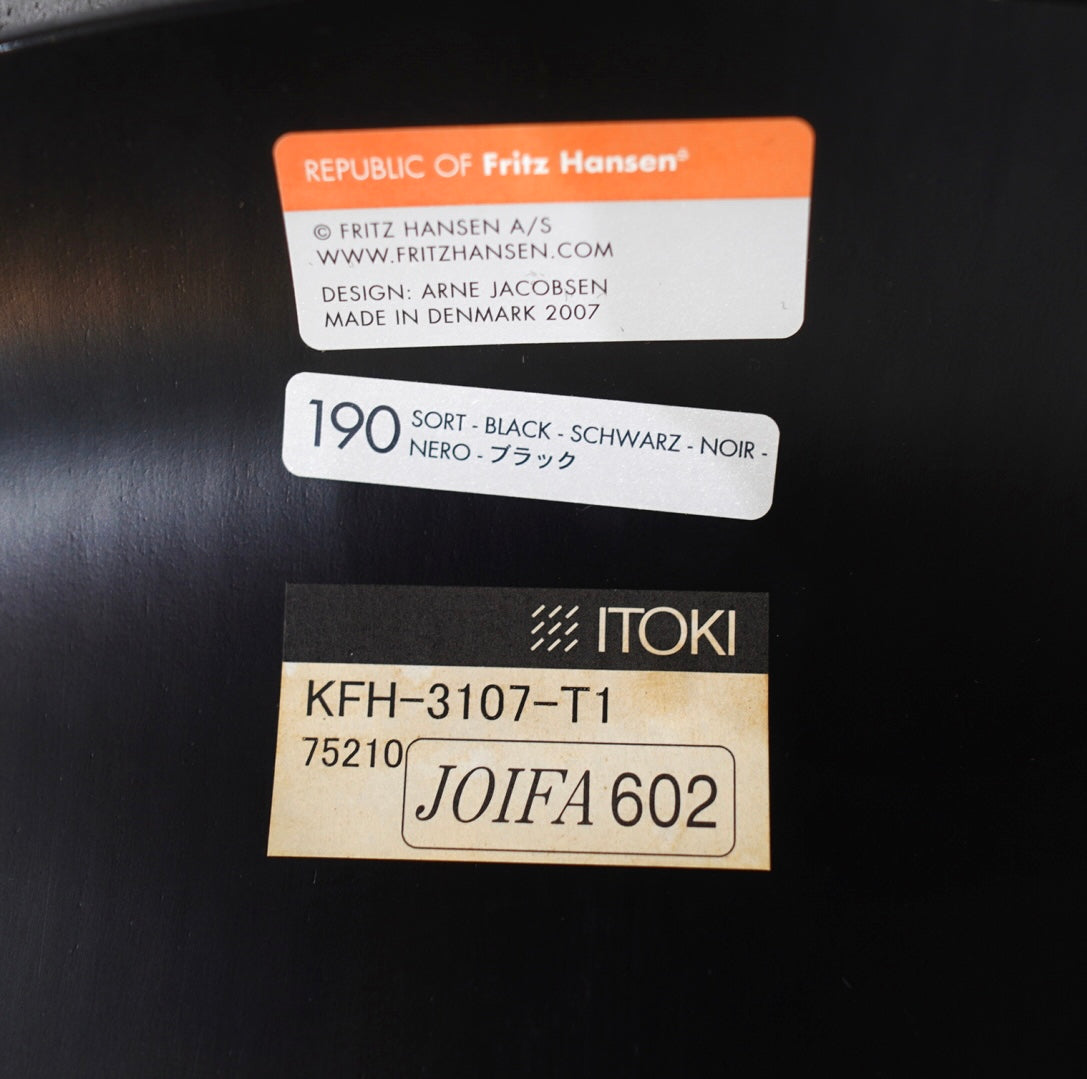 REPUBLIC OF Fritz Hansen®
© FRITZ HANSEN A/S
WWW.FRITZHANSEN.COM
DESIGN: ARNE JACOBSEN
MADE IN DENMARK 2007
190 SORT - BLACK - SCHWARZ - NOIR -
NERO - ブラック
ITOKI
KFH-3107-T1
75210
JOIFA 602